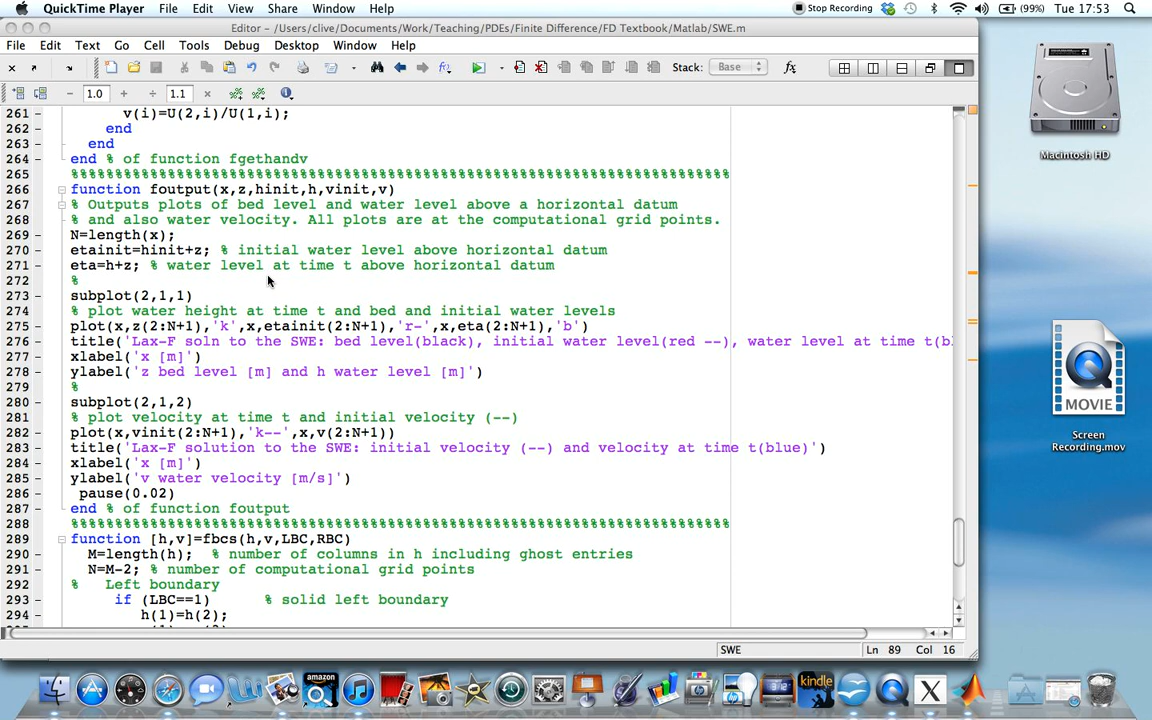 QuickTime Player File Edit View Share Window Help Stop Recording (99%) Tue 17:53
Editor - /Users/clive/Documents/Work/Teaching/PDEs/Finite Difference/FD Textbook/Matlab/SWE.m
File Edit Text Go Cell Tools Debug Desktop Window Help
Stack: Base fx
- 1.0 + ÷ 1.1 ×
261 - v(i)=U(2,i)/U(1,i);
262 - end
263 - end
264 - end % of function fgethandv
265 %%%%%%%%%%%%%%%%%%%%%%%%%%%%%%%%%%%%%%%%%%%%%%%%%%%%%%%%%%%%%%%%%%%%%%%%%%%
266 function foutput(x,z,hinit,h,vinit,v)
267 % Outputs plots of bed level and water level above a horizontal datum
268 % and also water velocity. All plots are at the computational grid points.
269 - N=length(x);
270 - etainit=hinit+z; % initial water level above horizontal datum
271 - eta=h+z; % water level at time t above horizontal datum
272 %
273 - subplot(2,1,1)
274 % plot water height at time t and bed and initial water levels
275 - plot(x,z(2:N+1),'k',x,etainit(2:N+1),'r-',x,eta(2:N+1),'b')
276 - title('Lax-F soln to the SWE: bed level(black), initial water level(red --), water level at time t(bl
277 - xlabel('x [m]')
278 - ylabel('z bed level [m] and h water level [m]')
279 %
280 - subplot(2,1,2)
281 % plot velocity at time t and initial velocity (--)
282 - plot(x,vinit(2:N+1),'k--',x,v(2:N+1))
283 - title('Lax-F solution to the SWE: initial velocity (--) and velocity at time t(blue)')
284 - xlabel('x [m]')
285 - ylabel('v water velocity [m/s]')
286 - pause(0.02)
287 - end % of function foutput
288 %%%%%%%%%%%%%%%%%%%%%%%%%%%%%%%%%%%%%%%%%%%%%%%%%%%%%%%%%%%%%%%%%%%%%%%%%%%
289 function [h,v]=fbcs(h,v,LBC,RBC)
290 - M=length(h); % number of columns in h including ghost entries
291 - N=M-2; % number of computational grid points
292 % Left boundary
293 - if (LBC==1) % solid left boundary
294 - h(1)=h(2);
SWE Ln 89 Col 16
Macintosh HD
MOVIE
Screen
Recording.mov
amazon
kindle
X